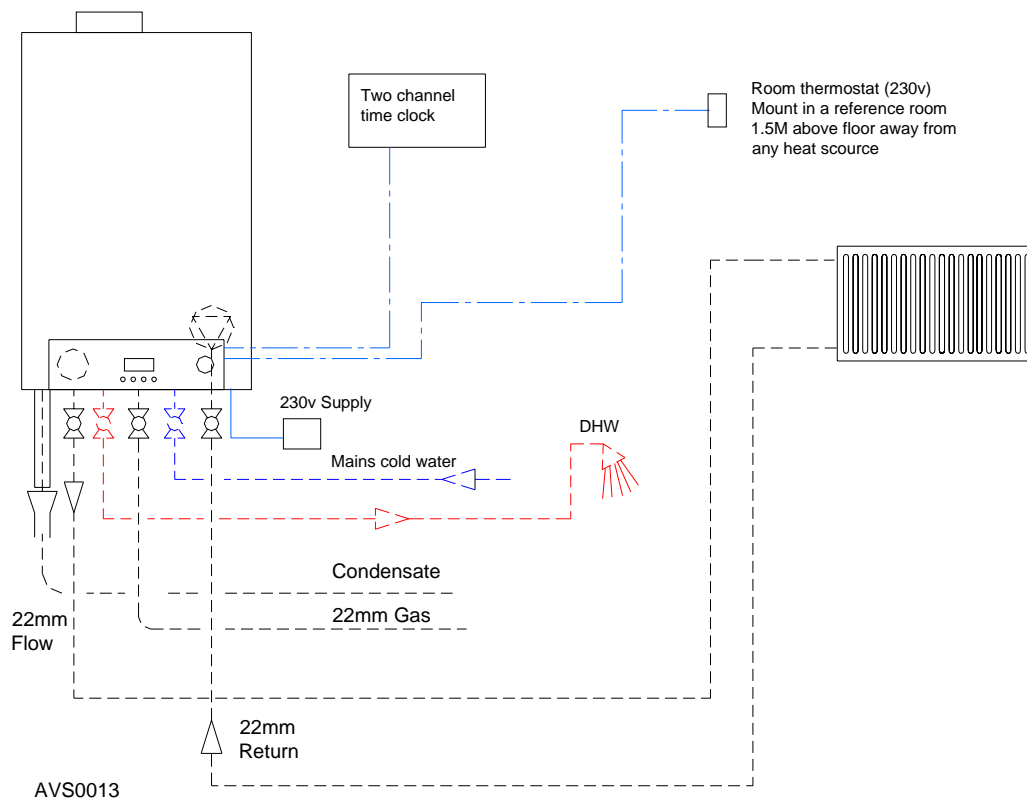 Two channel
time clock
Room thermostat (230v)
Mount in a reference room
1.5M above floor away from
any heat scource
230v Supply
DHW
Mains cold water
Condensate
22mm Gas
22mm
Flow
22mm
Return
AVS0013